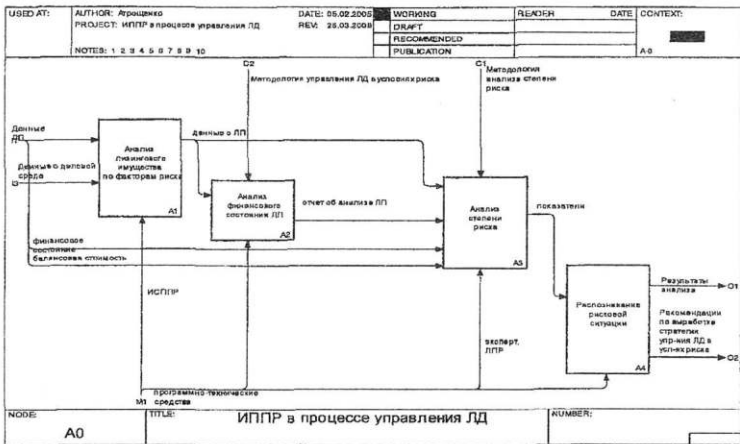 USED AT:
AUTHOR: Атрощенко
DATE: 05.02.2005
WORKING
READER
DATE
CONTEXT:
PROJECT: ИППР в процессе управления ЛД
REV: 25.03.2008
DRAFT
RECOMMENDED
NOTES: 1 2 3 4 5 6 7 8 9 10
PUBLICATION
A-0
C2
C1
Методология управления ЛД в условиях риска
Методология
анализа степени
риска
Данные
ЛП
I1
Данные о деловой
среде
Анализ
лизингового
имущества
по факторам риска
A1
данные о ЛП
Анализ
финансового
состояния ЛП
A2
отчет об анализе ЛП
Анализ
степени
риска
A3
показатели
финансовое
состояние
балансовая стоимость
ИСППР
эксперт,
ЛПР
Распознавание
рисковой
ситуации
A4
Результаты
анализа
O1
Рекомендации
по выработке
стратегии
упр-ния ЛД в
усл-ях риска
O2
программно-технические
средства
M1
NODE:
TITLE:
NUMBER:
A0
ИППР в процессе управления ЛД